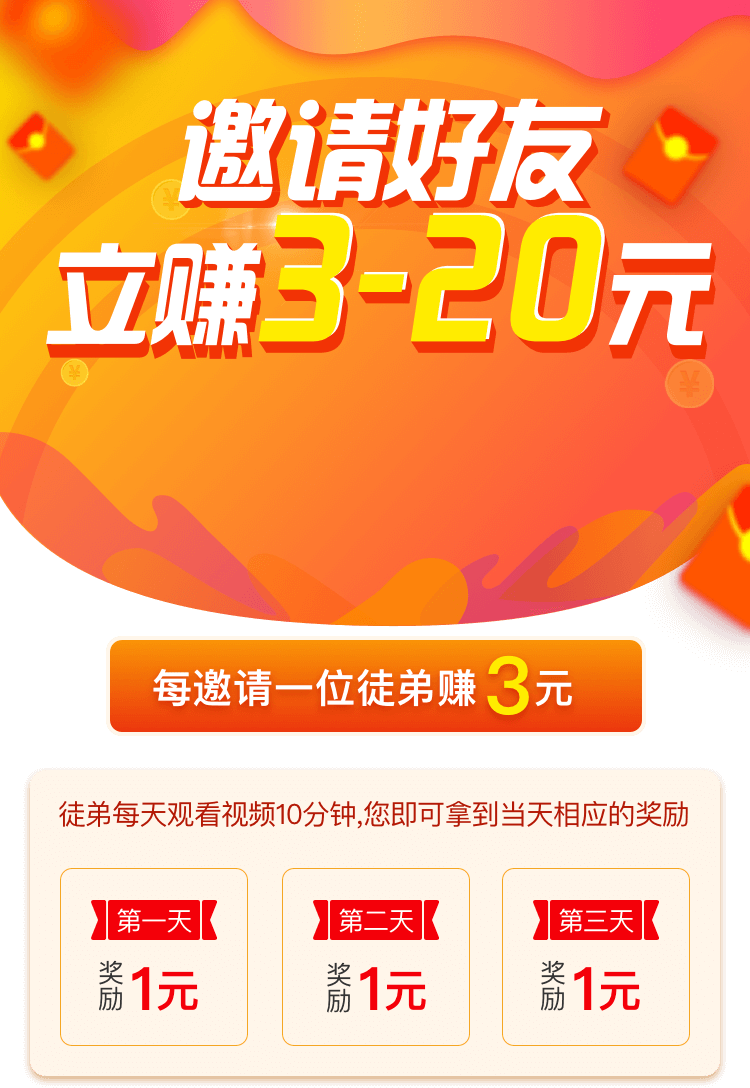 邀请好友
立赚3-20元
每邀请一位徒弟赚3元
徒弟每天观看视频10分钟,您即可拿到当天相应的奖励
第一天
奖励1元
第二天
奖励1元
第三天
奖励1元